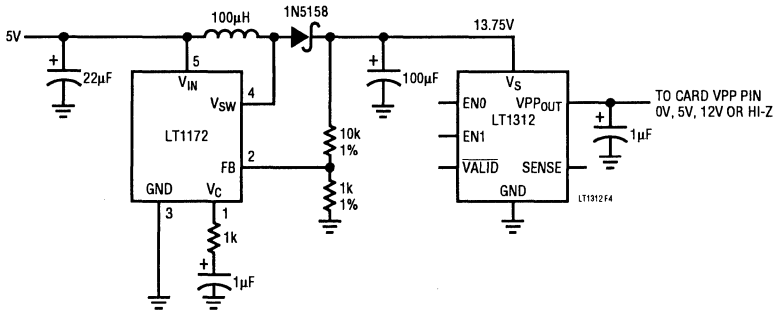 5V
100μH
1N5158
13.75V
+
22μF
5
VIN
VSW
4
LT1172
FB
2
GND
VC
3
1
1k
+
1μF
10k
1%
1k
1%
+
100μF
VS
EN0
VPPOUT
LT1312
EN1
VALID
SENSE
GND
+
1μF
TO CARD VPP PIN
0V, 5V, 12V OR HI-Z
LT1312 F4